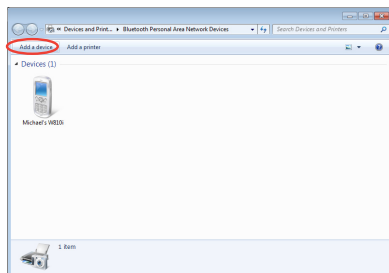 « Devices and Print... ▸ Bluetooth Personal Area Network Devices
Search Devices and Printers
Add a device Add a printer
Devices (1)
Michael's W810i
1 item